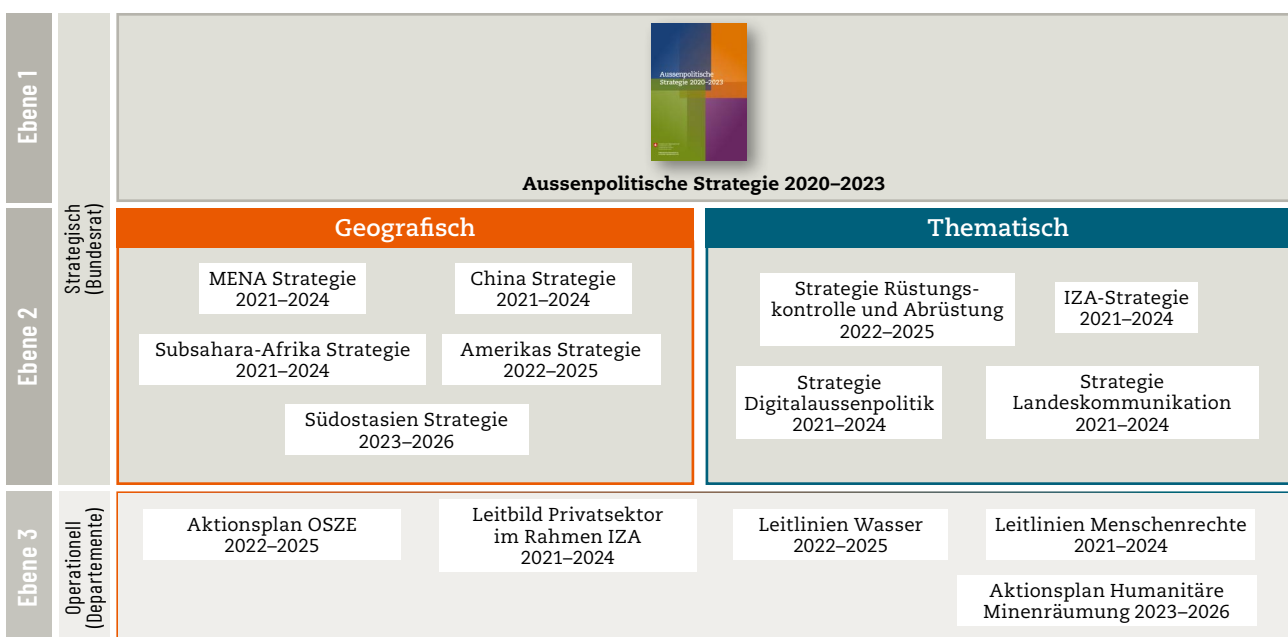 Ebene 1
Strategisch
(Bundesrat)
Aussenpolitische
Strategie 2020–2023
Aussenpolitische Strategie 2020–2023
Ebene 2
Geografisch
MENA Strategie
2021–2024
China Strategie
2021–2024
Subsahara-Afrika Strategie
2021–2024
Amerikas Strategie
2022–2025
Südostasien Strategie
2023–2026
Thematisch
Strategie Rüstungs-
kontrolle und Abrüstung
2022–2025
IZA-Strategie
2021–2024
Strategie
Digitalaussenpolitik
2021–2024
Strategie
Landeskommunikation
2021–2024
Ebene 3
Operationell
(Departemente)
Aktionsplan OSZE
2022–2025
Leitbild Privatsektor
im Rahmen IZA
2021–2024
Leitlinien Wasser
2022–2025
Leitlinien Menschenrechte
2021–2024
Aktionsplan Humanitäre
Minenräumung 2023–2026